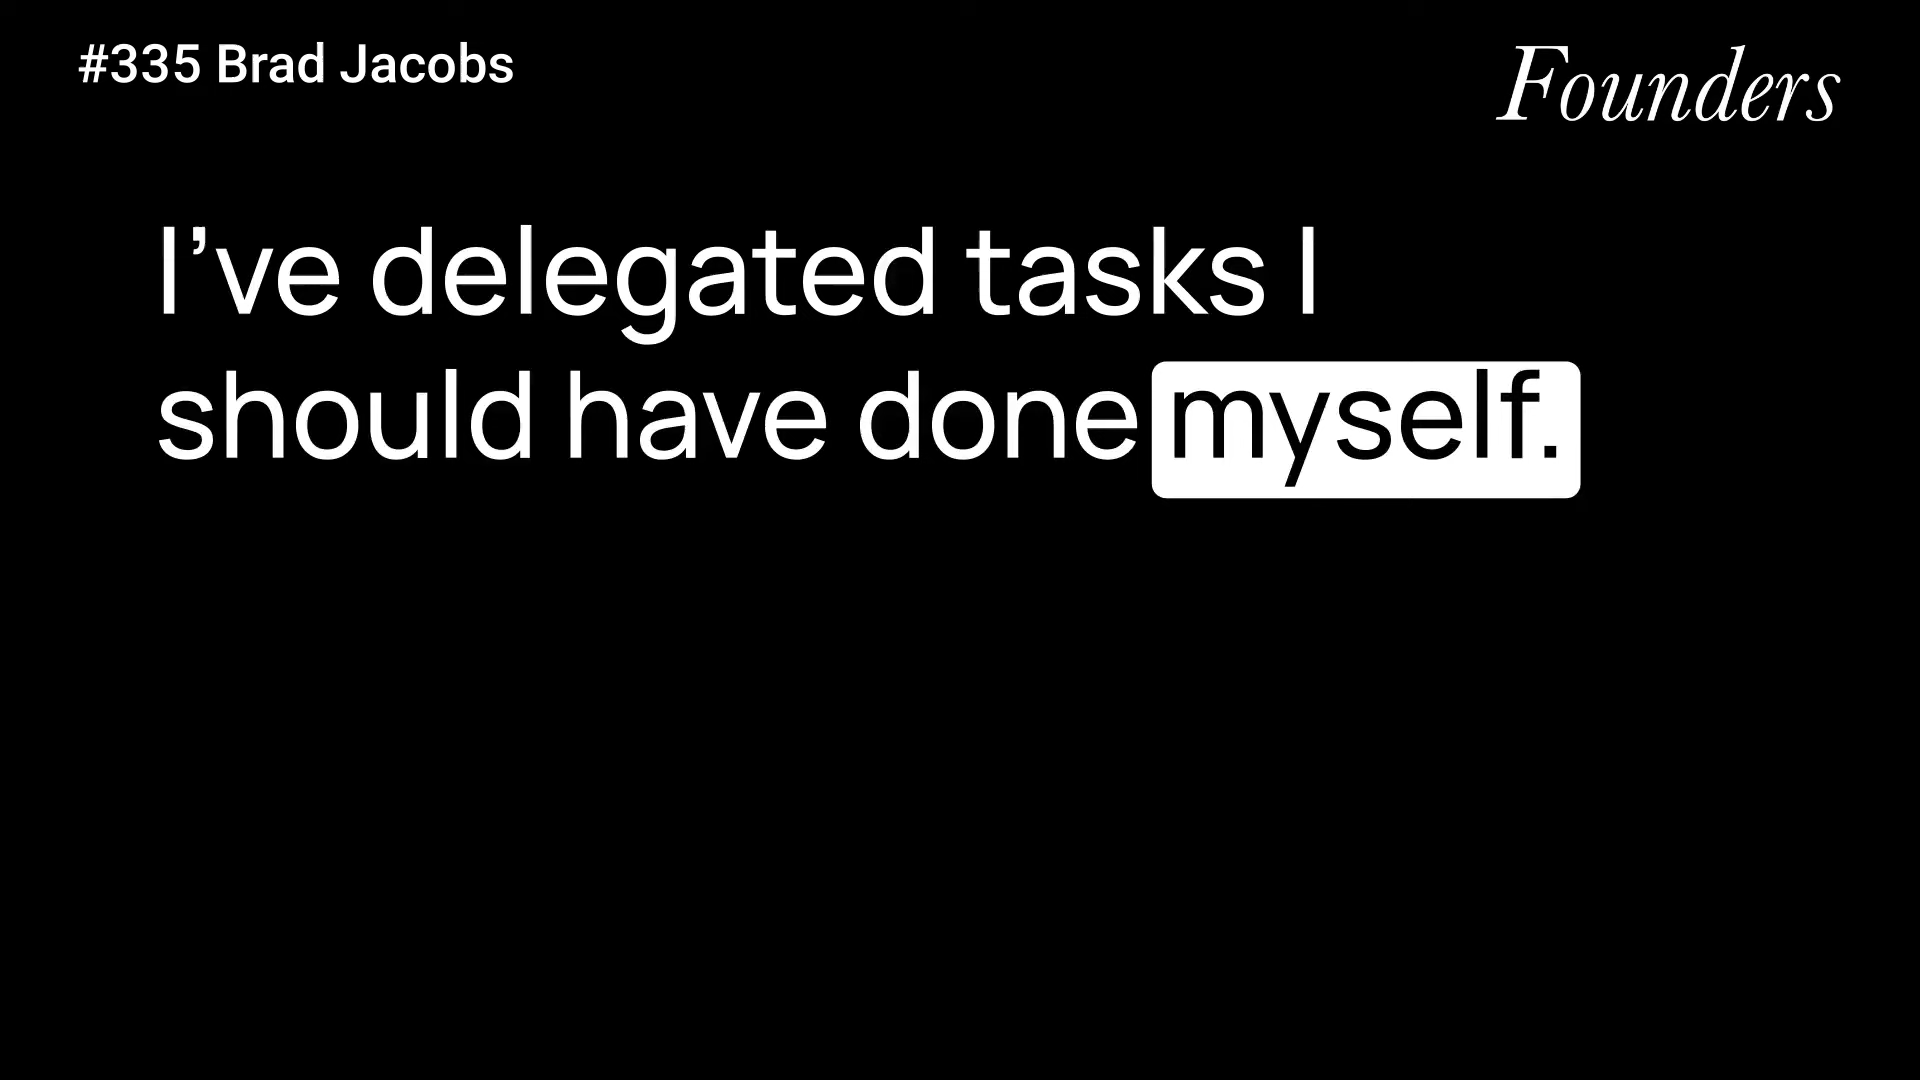 #335 Brad Jacobs
Founders
I’ve delegated tasks I
should have done myself.